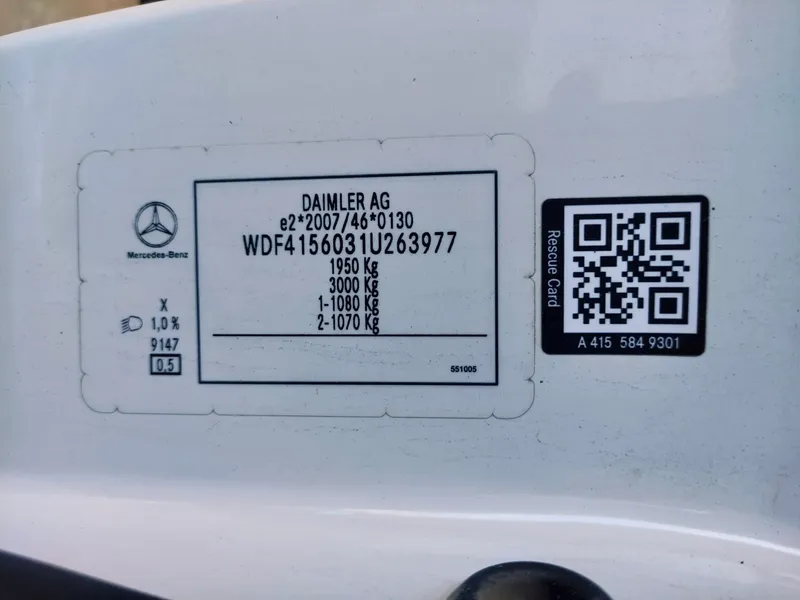 DAIMLER AG
e2*2007/46*0130
WDF4156031U263977
1950 Kg
3000 Kg
1-1080 Kg
2-1070 Kg
551005
Mercedes-Benz
X
1,0 %
9147
0.5
Rescue Card
A 415 584 9301